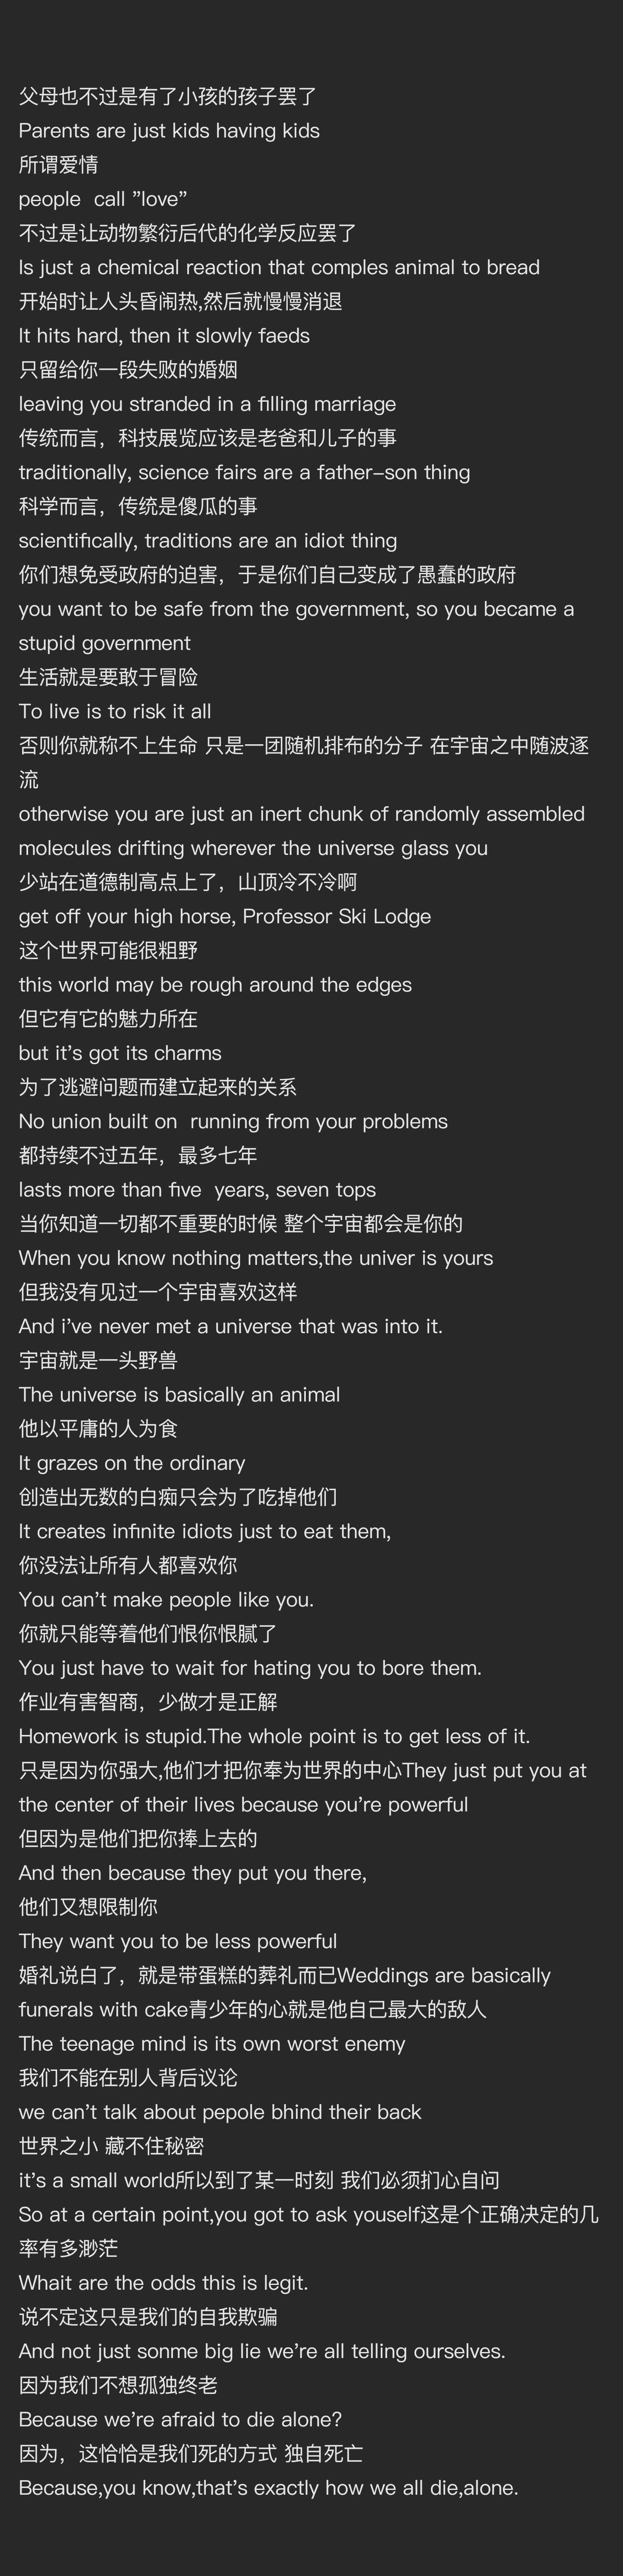 父母也不过是有了小孩的孩子罢了
Parents are just kids having kids
所谓爱情
people  call ”love”
不过是让动物繁衍后代的化学反应罢了
Is just a chemical reaction that comples animal to bread
开始时让人头昏闹热,然后就慢慢消退
It hits hard, then it slowly faeds
只留给你一段失败的婚姻
leaving you stranded in a filling marriage
传统而言，科技展览应该是老爸和儿子的事
traditionally, science fairs are a father–son thing
科学而言，传统是傻瓜的事
scientifically, traditions are an idiot thing
你们想免受政府的迫害，于是你们自己变成了愚蠢的政府
you want to be safe from the government, so you became a
stupid government
生活就是要敢于冒险
To live is to risk it all
否则你就称不上生命 只是一团随机排布的分子 在宇宙之中随波逐
流
otherwise you are just an inert chunk of randomly assembled
molecules drifting wherever the universe glass you
少站在道德制高点上了，山顶冷不冷啊
get off your high horse, Professor Ski Lodge
这个世界可能很粗野
this world may be rough around the edges
但它有它的魅力所在
but it’s got its charms
为了逃避问题而建立起来的关系
No union built on  running from your problems
都持续不过五年，最多七年
lasts more than five  years, seven tops
当你知道一切都不重要的时候 整个宇宙都会是你的
When you know nothing matters,the univer is yours
但我没有见过一个宇宙喜欢这样
And i’ve never met a universe that was into it.
宇宙就是一头野兽
The universe is basically an animal
他以平庸的人为食
It grazes on the ordinary
创造出无数的白痴只会为了吃掉他们
It creates infinite idiots just to eat them,
你没法让所有人都喜欢你
You can’t make people like you.
你就只能等着他们恨你恨腻了
You just have to wait for hating you to bore them.
作业有害智商，少做才是正解
Homework is stupid.The whole point is to get less of it.
只是因为你强大,他们才把你奉为世界的中心They just put you at
the center of their lives because you’re powerful
但因为是他们把你捧上去的
And then because they put you there,
他们又想限制你
They want you to be less powerful
婚礼说白了，就是带蛋糕的葬礼而已Weddings are basically
funerals with cake青少年的心就是他自己最大的敌人
The teenage mind is its own worst enemy
我们不能在别人背后议论
we can’t talk about pepole bhind their back
世界之小 藏不住秘密
it’s a small world所以到了某一时刻 我们必须扪心自问
So at a certain point,you got to ask youself这是个正确决定的几
率有多渺茫
Whait are the odds this is legit.
说不定这只是我们的自我欺骗
And not just sonme big lie we’re all telling ourselves.
因为我们不想孤独终老
Because we’re afraid to die alone?
因为，这恰恰是我们死的方式 独自死亡
Because,you know,that’s exactly how we all die,alone.